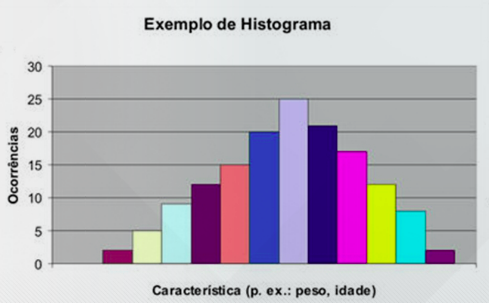 Exemplo de Histograma
30
25
20
15
10
5
0
Ocorrências
Característica (p. ex.: peso, idade)